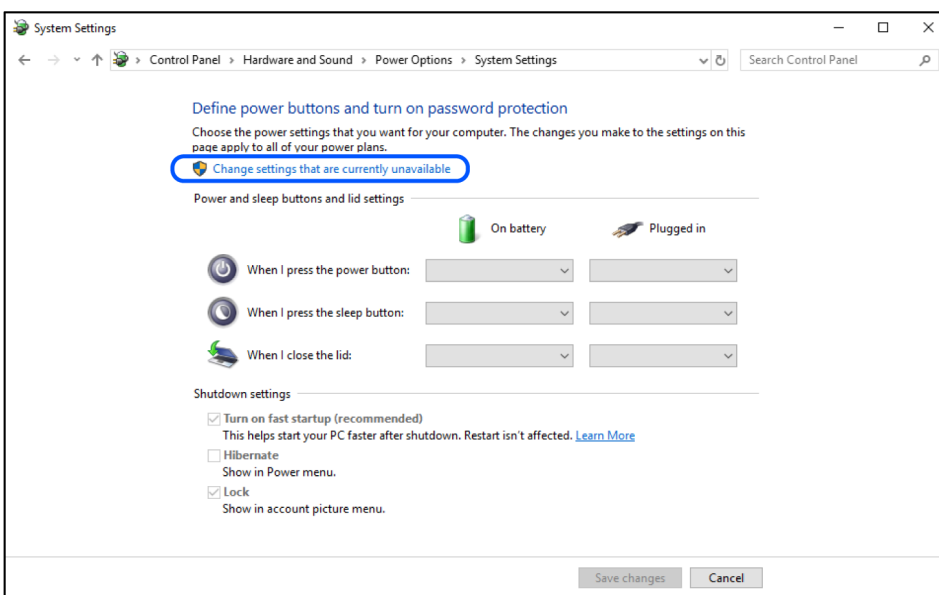 System Settings
Control Panel > Hardware and Sound > Power Options > System Settings
Search Control Panel
Define power buttons and turn on password protection
Choose the power settings that you want for your computer. The changes you make to the settings on this
page apply to all of your power plans.
Change settings that are currently unavailable
Power and sleep buttons and lid settings
On battery
Plugged in
When I press the power button:
When I press the sleep button:
When I close the lid:
Shutdown settings
Turn on fast startup (recommended)
This helps start your PC faster after shutdown. Restart isn't affected. Learn More
Hibernate
Show in Power menu.
Lock
Show in account picture menu.
Save changes
Cancel